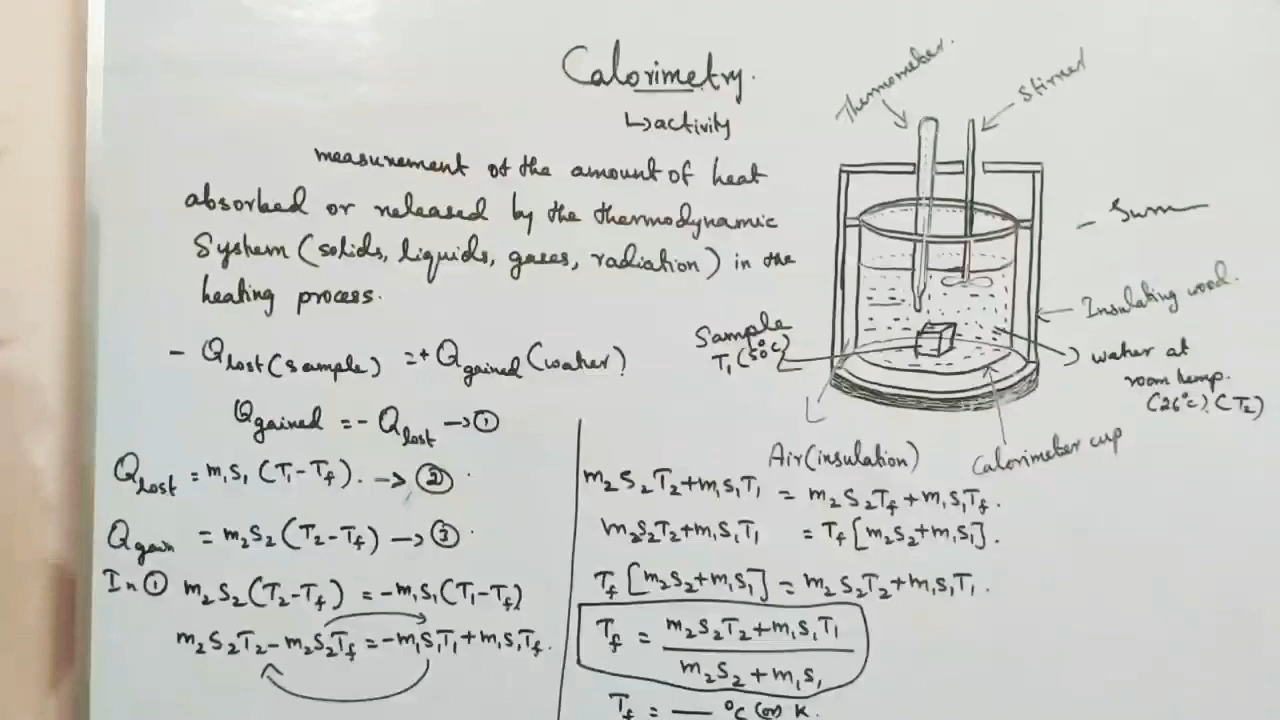 Calorimetry.
↳activity
measurement of the amount of heat
absorbed or released by the thermodynamic
System (solids, liquids, gases, radiation) in the
heating process.
- Qlost(sample) = + Qgained (water)
Qgained = - Qlost → ①
Qlost = m₁s₁ (T₁-Tf). --> ②
Qgain = m₂S₂ (T₂-Tf) → ③
In ① m₂S₂(T₂-Tf) = -m₁s₁(T₁-Tf)
m₂S₂T₂-m₂S₂Tf = -m₁s₁T₁+m₁s₁Tf.
Thermometer.
Stirrer
Insulating wood.
Sample
T₁ (50°C)
water at
room temp.
(26°C) (T₂)
Air(insulation)
Calorimeter cup
m₂S₂T₂+m₁s₁T₁ = m₂S₂Tf+m₁s₁Tf.
m₂S₂T₂+m₁s₁T₁ = Tf [m₂S₂+m₁s₁].
Tf [m₂S₂+m₁s₁] = m₂S₂T₂+m₁s₁T₁.
Tf = m₂S₂T₂+m₁s₁T₁ / m₂S₂+m₁s₁
Tf = — °C (or) K.